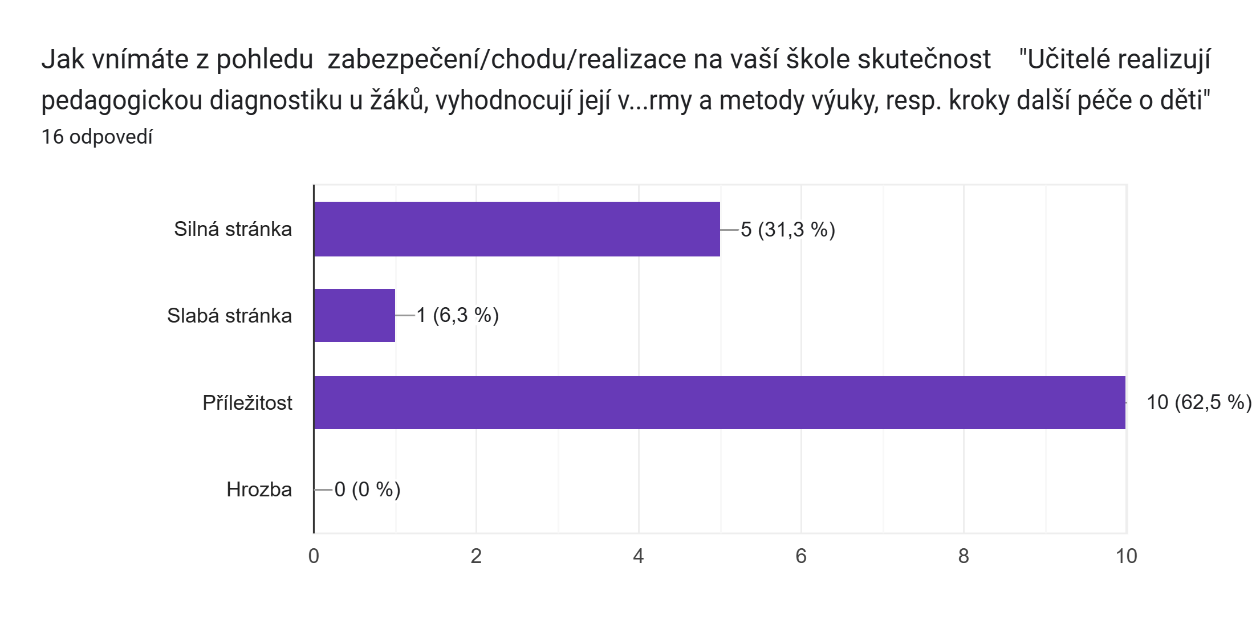 Jak vnímáte z pohledu  zabezpečení/chodu/realizace na vaší škole skutečnost    "Učitelé realizují
pedagogickou diagnostiku u žáků, vyhodnocují její v...rmy a metody výuky, resp. kroky další péče o děti"
16 odpovedí
Silná stránka
5 (31,3 %)
Slabá stránka
1 (6,3 %)
Příležitost
10 (62,5 %)
Hrozba
0 (0 %)
0 2 4 6 8 10